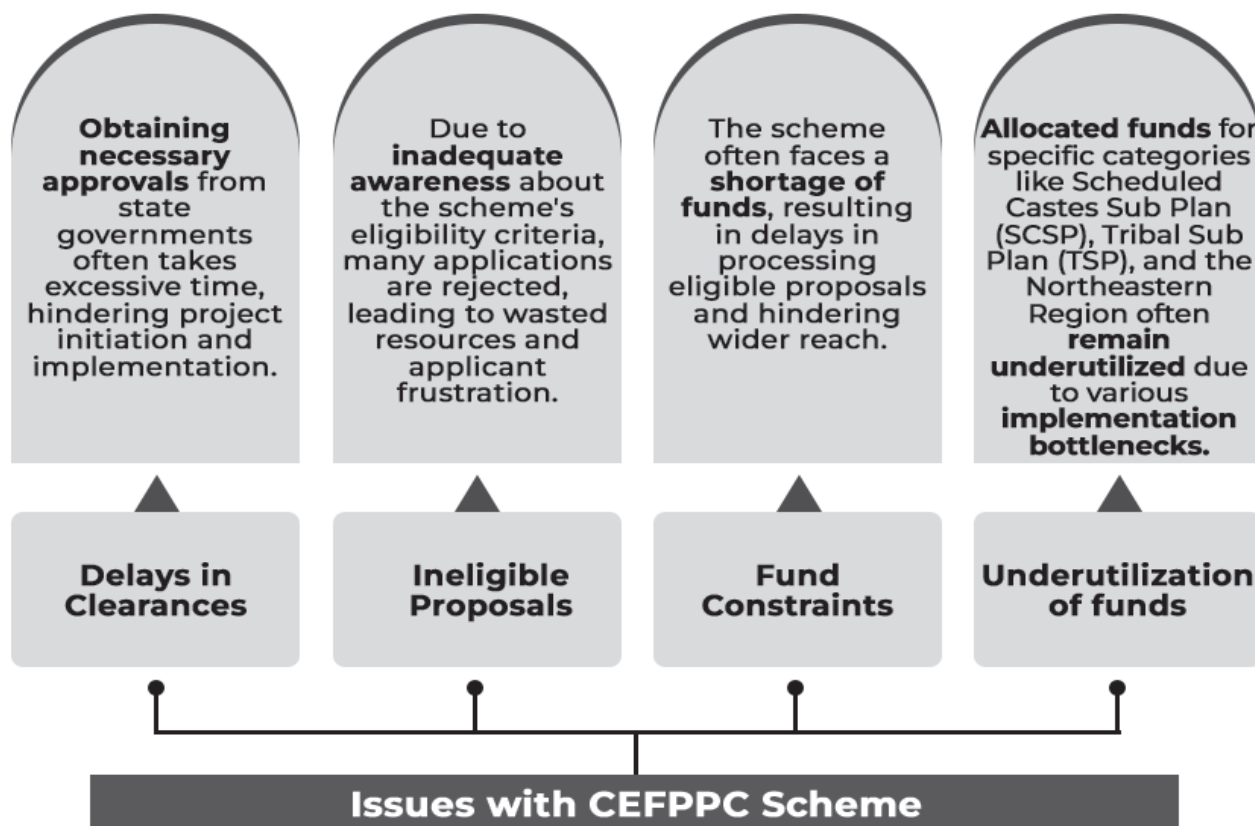 Obtaining
necessary
approvals from
state
governments
often takes
excessive time,
hindering project
initiation and
implementation.
Due to
inadequate
awareness about
the scheme's
eligibility criteria,
many applications
are rejected,
leading to wasted
resources and
applicant
frustration.
The scheme
often faces a
shortage of
funds, resulting
in delays in
processing
eligible proposals
and hindering
wider reach.
Allocated funds for
specific categories
like Scheduled
Castes Sub Plan
(SCSP), Tribal Sub
Plan (TSP), and the
Northeastern
Region often
remain
underutilized due
to various
implementation
bottlenecks.
Delays in
Clearances
Ineligible
Proposals
Fund
Constraints
Underutilization
of funds
Issues with CEFPPC Scheme